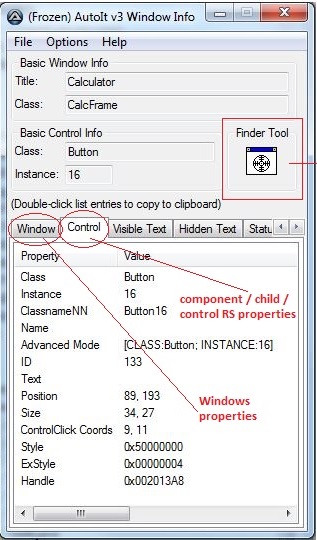 (Frozen) AutoIt v3 Window Info
File Options Help
Basic Window Info
Title: Calculator
Class: CalcFrame
Basic Control Info
Class: Button
Instance: 16
Finder Tool
(Double-click list entries to copy to clipboard)
Window Control Visible Text Hidden Text Statu
Property Value
Class Button
Instance 16
ClassnameNN Button16
Name
Advanced Mode [CLASS:Button; INSTANCE:16]
ID 133
Text
Position 89, 193
Size 34, 27
ControlClick Coords 9, 11
Style 0x50000000
ExStyle 0x00000004
Handle 0x002013A8
component / child /
control RS properties
Windows
properties